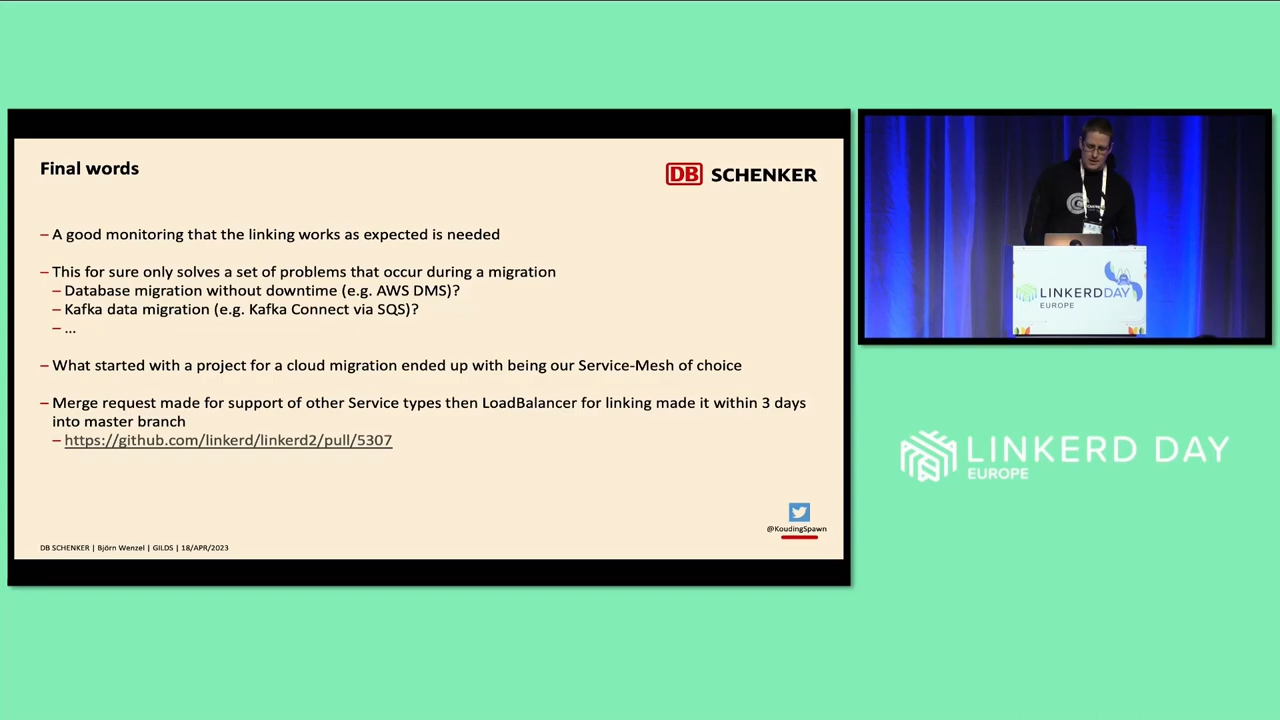 Final words
DB SCHENKER
– A good monitoring that the linking works as expected is needed
– This for sure only solves a set of problems that occur during a migration
– Database migration without downtime (e.g. AWS DMS)?
– Kafka data migration (e.g. Kafka Connect via SQS)?
– ...
– What started with a project for a cloud migration ended up with being our Service-Mesh of choice
– Merge request made for support of other Service types then LoadBalancer for linking made it within 3 days
into master branch
– https://github.com/linkerd/linkerd2/pull/5307
@KoudingSpawn
DB SCHENKER | Björn Wenzel | GILDS | 18/APR/2023
LINKERD DAY
EUROPE
LINKERD DAY
EUROPE